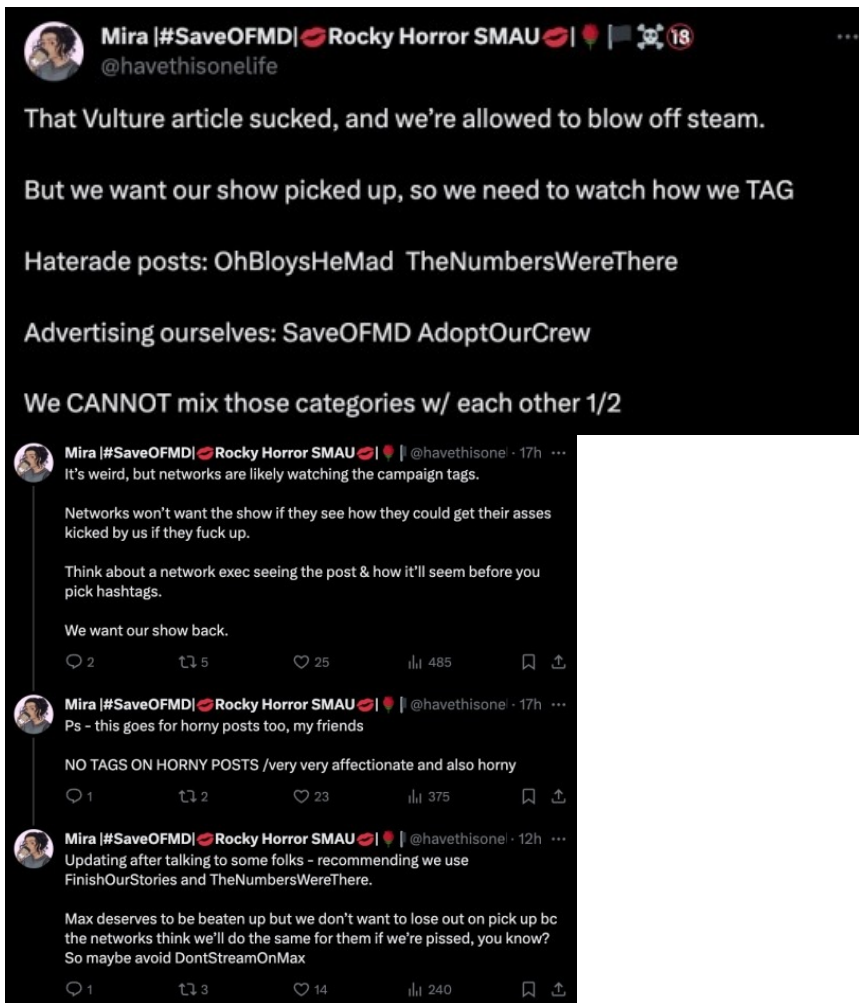 Mira |#SaveOFMD|💋Rocky Horror SMAU💋|🌹🏴☠️🔞
@havethisonelife
That Vulture article sucked, and we're allowed to blow off steam.
But we want our show picked up, so we need to watch how we TAG
Haterade posts: OhBloysHeMad TheNumbersWereThere
Advertising ourselves: SaveOFMD AdoptOurCrew
We CANNOT mix those categories w/ each other 1/2
Mira |#SaveOFMD|💋Rocky Horror SMAU💋|🌹 @havethisonel · 17h
It's weird, but networks are likely watching the campaign tags.
Networks won't want the show if they see how they could get their asses
kicked by us if they fuck up.
Think about a network exec seeing the post & how it'll seem before you
pick hashtags.
We want our show back.
2 5 25 485
Mira |#SaveOFMD|💋Rocky Horror SMAU💋|🌹 @havethisonel · 17h
Ps - this goes for horny posts too, my friends
NO TAGS ON HORNY POSTS /very very affectionate and also horny
1 2 23 375
Mira |#SaveOFMD|💋Rocky Horror SMAU💋|🌹 @havethisonel · 12h
Updating after talking to some folks - recommending we use
FinishOurStories and TheNumbersWereThere.
Max deserves to be beaten up but we don't want to lose out on pick up bc
the networks think we'll do the same for them if we're pissed, you know?
So maybe avoid DontStreamOnMax
1 3 14 240